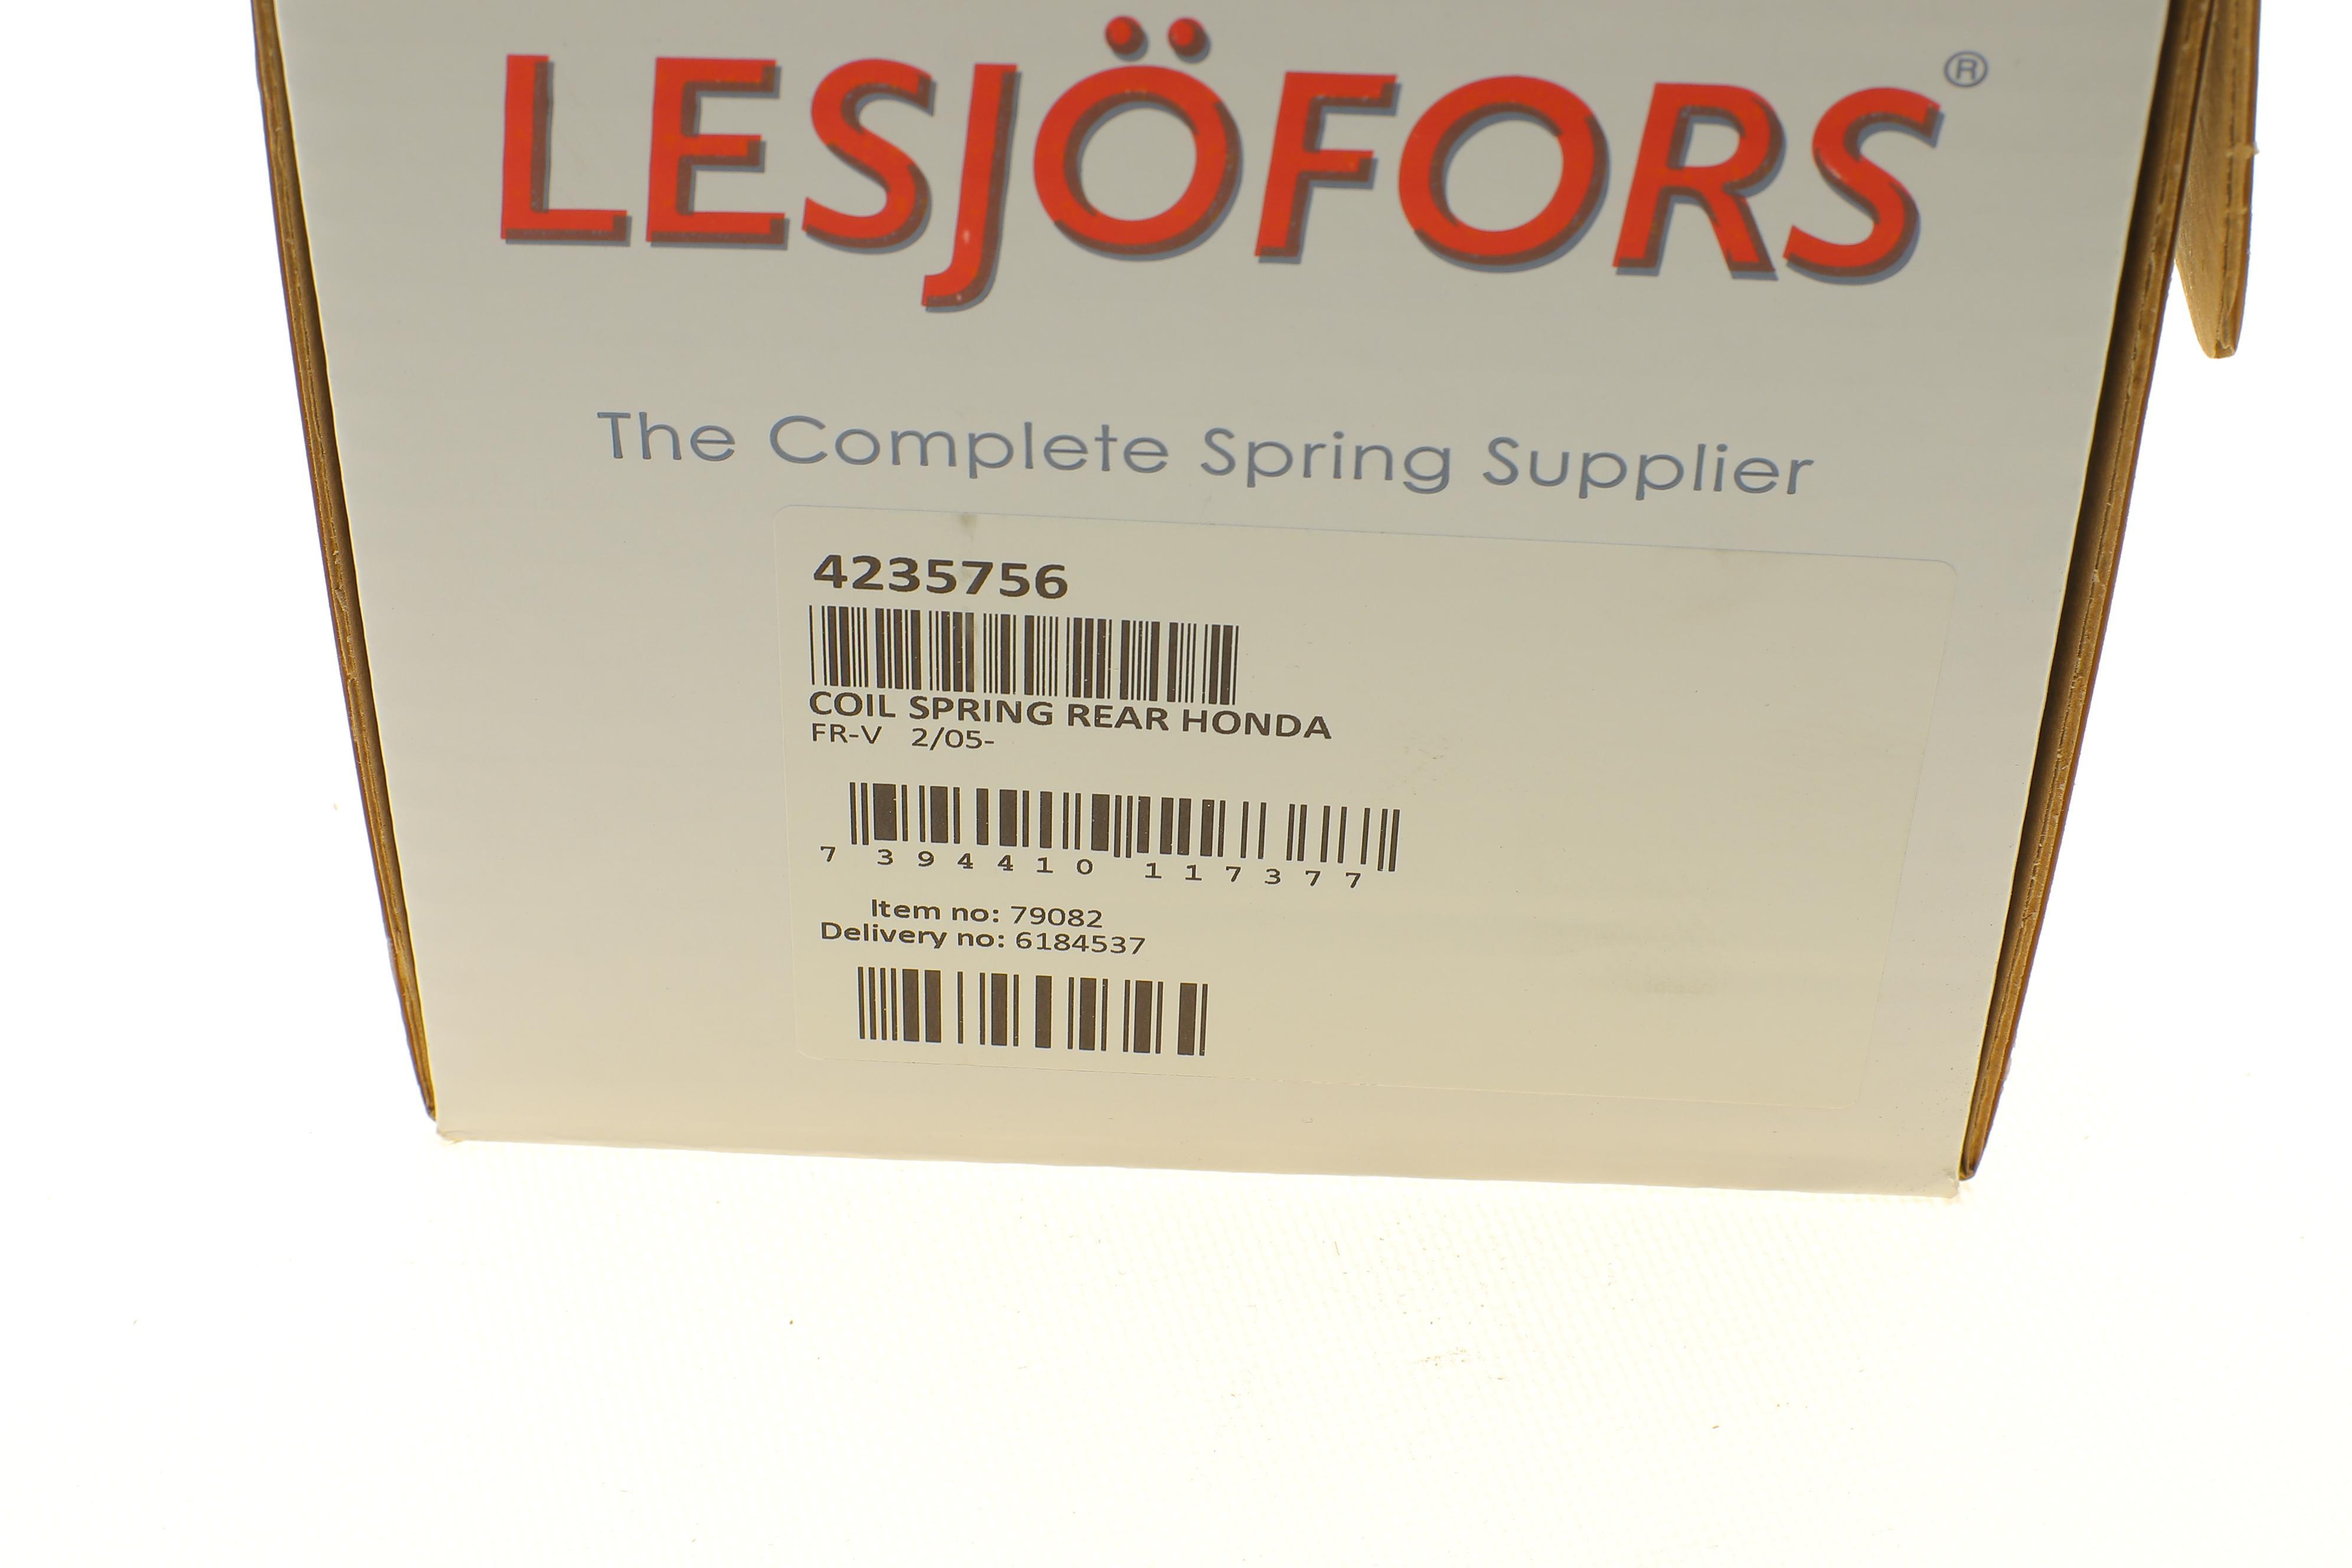 LESJÖFORS®
The Complete Spring Supplier
4235756
COIL SPRING REAR HONDA
FR-V 2/05-
7 394410 117377
Item no: 79082
Delivery no: 6184537